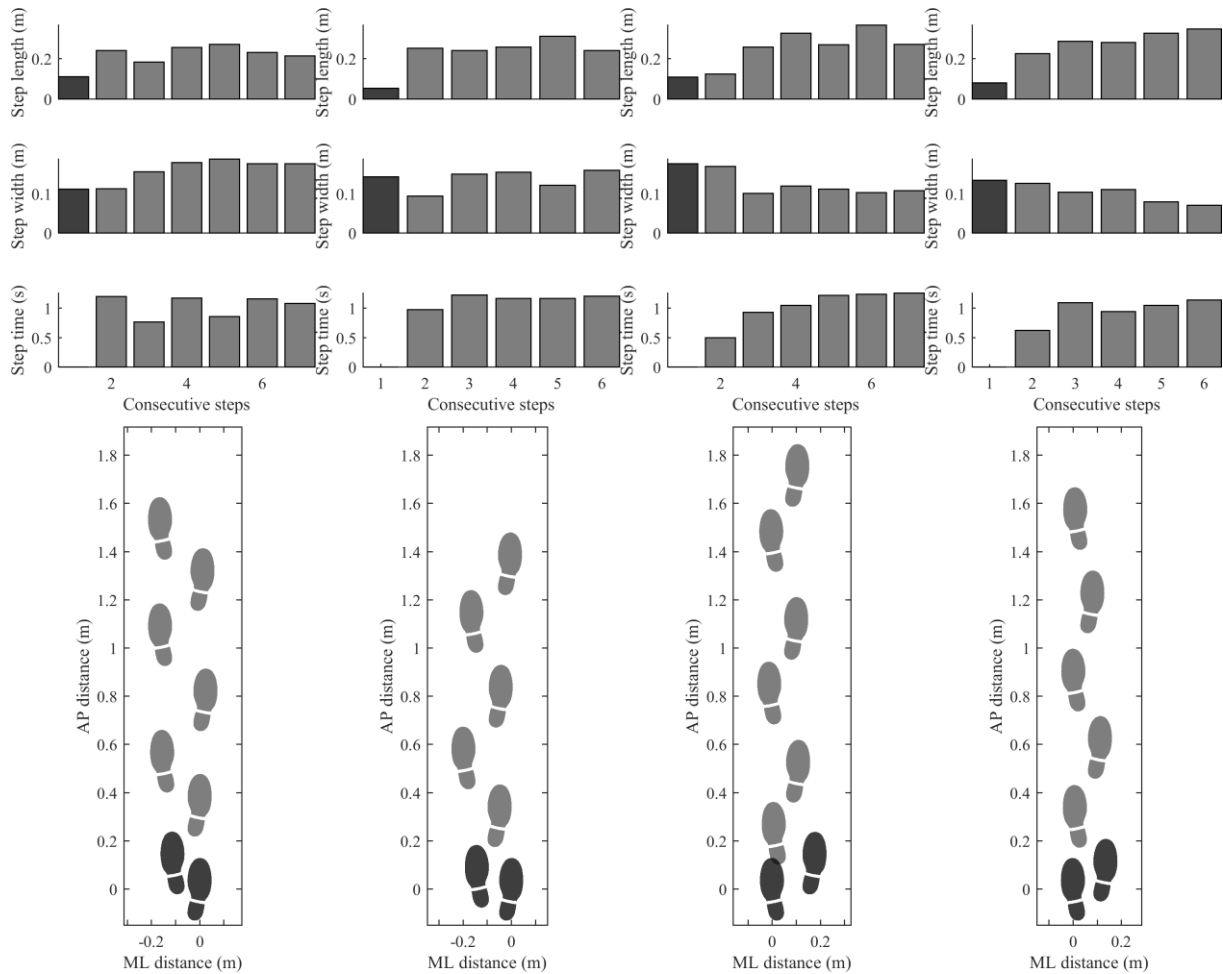 Step length (m) 0.2 0
Step length (m) 0.2 0
Step length (m) 0.2 0
Step length (m) 0.2 0
Step width (m) 0.1 0
Step width (m) 0.1 0
Step width (m) 0.1 0
Step width (m) 0.1 0
Step time (s) 1 0.5 0
Step time (s) 1 0.5 0
Step time (s) 1 0.5 0
Step time (s) 1 0.5 0
2 4 6
1 2 3 4 5 6
2 4 6
1 2 3 4 5 6
Consecutive steps
Consecutive steps
Consecutive steps
Consecutive steps
AP distance (m)
1.8
1.6
1.4
1.2
1
0.8
0.6
0.4
0.2
0
-0.2 0
ML distance (m)
AP distance (m)
1.8
1.6
1.4
1.2
1
0.8
0.6
0.4
0.2
0
-0.2 0
ML distance (m)
AP distance (m)
1.8
1.6
1.4
1.2
1
0.8
0.6
0.4
0.2
0
0 0.2
ML distance (m)
AP distance (m)
1.8
1.6
1.4
1.2
1
0.8
0.6
0.4
0.2
0
0 0.2
ML distance (m)